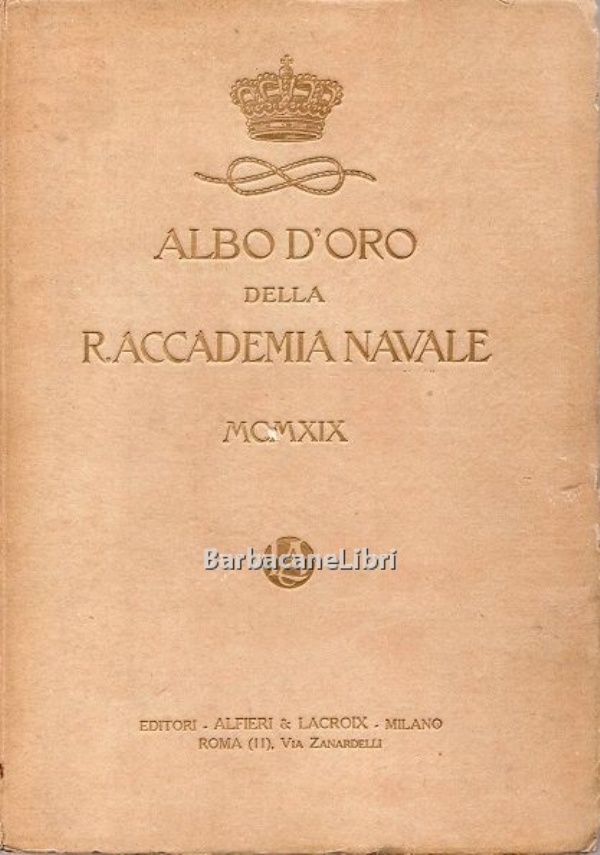 ALBO D'ORO
DELLA
R. ACCADEMIA NAVALE
MCMXIX
BarbacaneLibri
EDITORI - ALFIERI & LACROIX - MILANO
ROMA (11), VIA ZANARDELLI